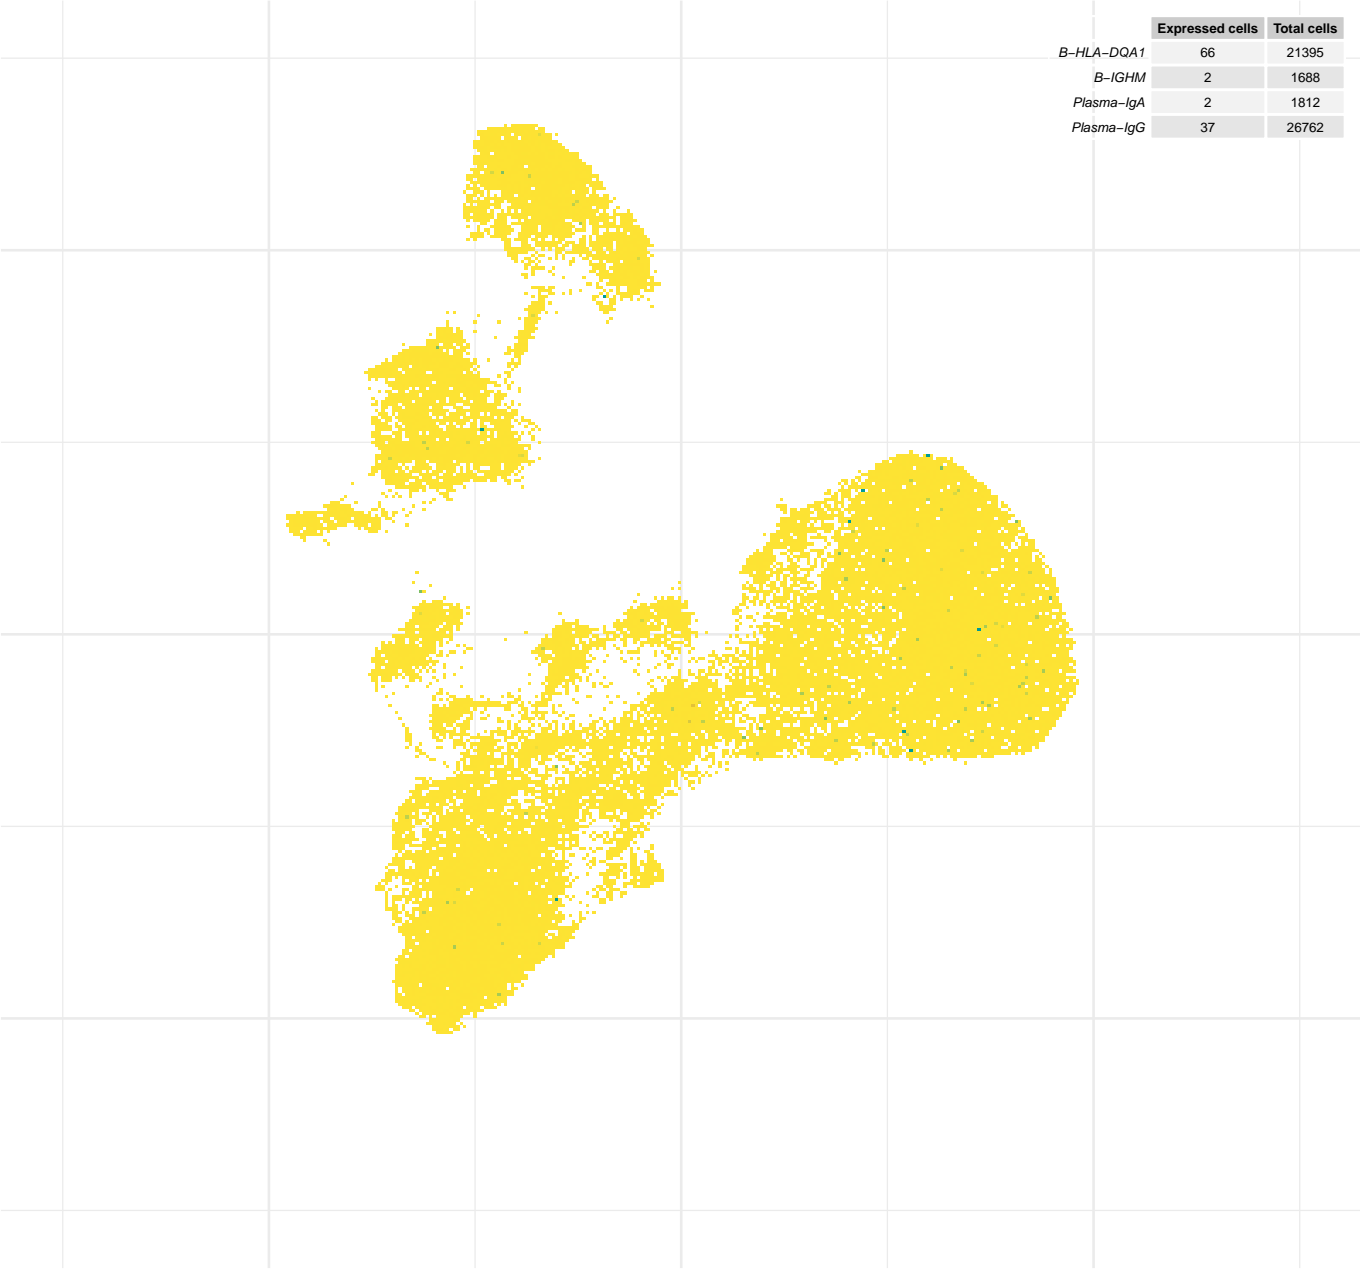 Expressed cells Total cells
B−HLA−DQA1 66 21395
B−IGHM 2 1688
Plasma−IgA 2 1812
Plasma−IgG 37 26762